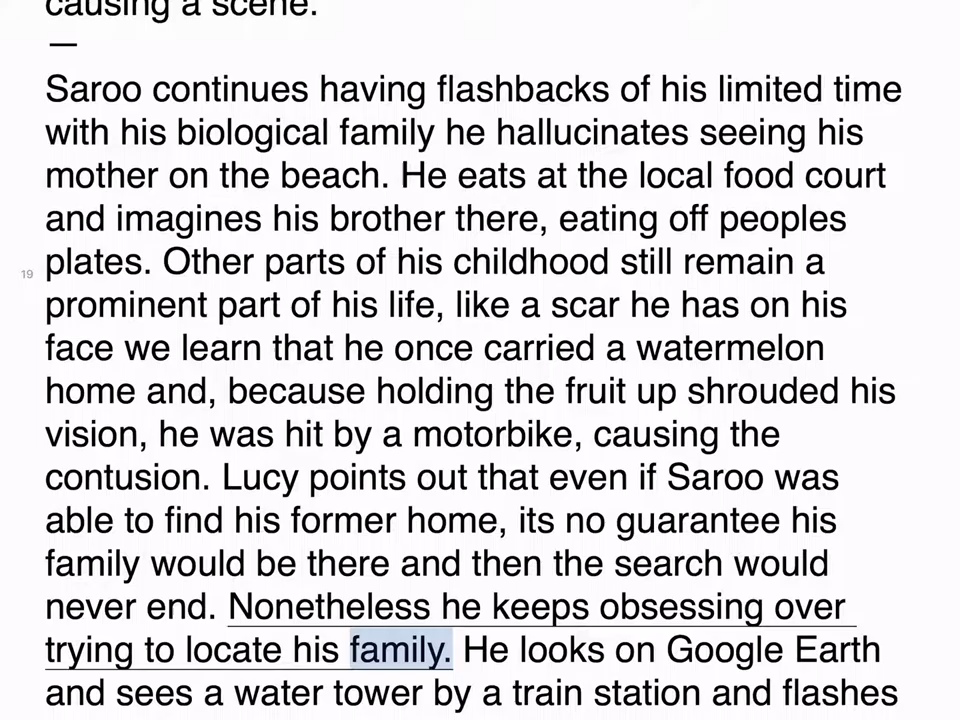 causing a scene.
—
Saroo continues having flashbacks of his limited time
with his biological family he hallucinates seeing his
mother on the beach. He eats at the local food court
and imagines his brother there, eating off peoples
19 plates. Other parts of his childhood still remain a
prominent part of his life, like a scar he has on his
face we learn that he once carried a watermelon
home and, because holding the fruit up shrouded his
vision, he was hit by a motorbike, causing the
contusion. Lucy points out that even if Saroo was
able to find his former home, its no guarantee his
family would be there and then the search would
never end. Nonetheless he keeps obsessing over
trying to locate his family. He looks on Google Earth
and sees a water tower by a train station and flashes